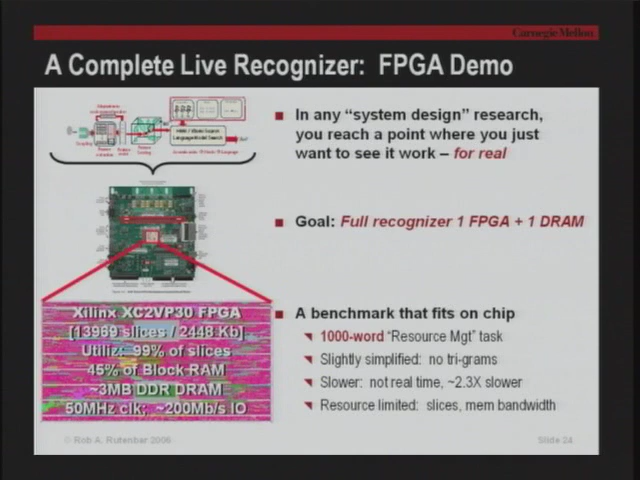 Carnegie Mellon
A Complete Live Recognizer: FPGA Demo
In any “system design” research,
you reach a point where you just
want to see it work – for real
Goal: Full recognizer 1 FPGA + 1 DRAM
Xilinx XC2VP30 FPGA
[13969 slices / 2448 Kb]
Utiliz: 99% of slices
45% of Block RAM
~3MB DDR DRAM
50MHz clk; ~200Mb/s IO
A benchmark that fits on chip
1000-word “Resource Mgt” task
Slightly simplified: no tri-grams
Slower: not real time, ~2.3X slower
Resource limited: slices, mem bandwidth
© Rob A. Rutenbar 2006
Slide 24